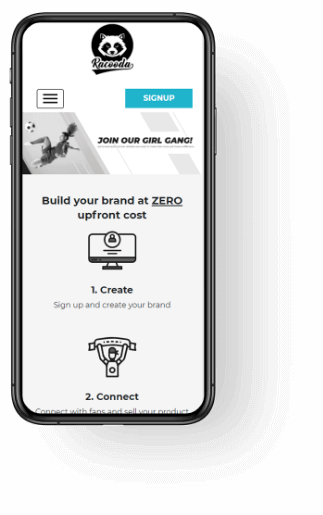 Racooda
SIGNUP
JOIN OUR GIRL GANG!
Build your brand at ZERO
upfront cost
1. Create
Sign up and create your brand
2. Connect
Connect with fans and sell your product